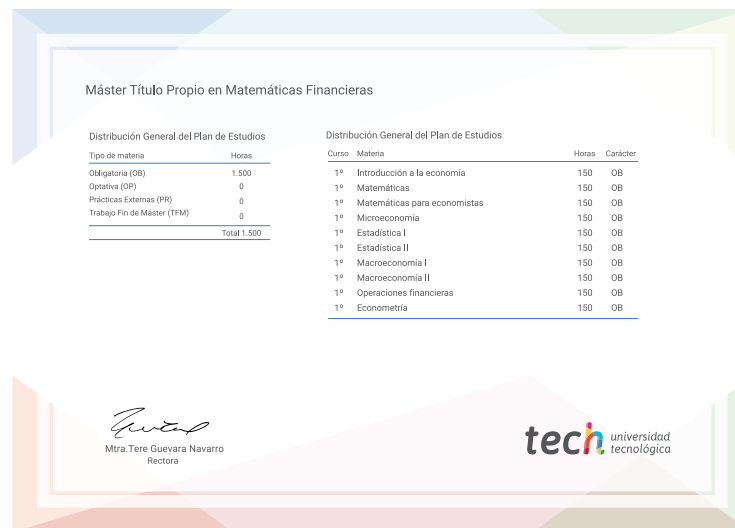 Máster Título Propio en Matemáticas Financieras
Distribución General del Plan de Estudios
Tipo de materia Horas
Obligatoria (OB) 1.500
Optativa (OP) 0
Prácticas Externas (PR) 0
Trabajo Fin de Máster (TFM) 0
Total 1.500
Distribución General del Plan de Estudios
Curso Materia Horas Carácter
1º Introducción a la economía 150 OB
1º Matemáticas 150 OB
1º Matemáticas para economistas 150 OB
1º Microeconomía 150 OB
1º Estadística I 150 OB
1º Estadística II 150 OB
1º Macroeconomía I 150 OB
1º Macroeconomía II 150 OB
1º Operaciones financieras 150 OB
1º Econometría 150 OB
Mtra.Tere Guevara Navarro
Rectora
tech universidad
tecnológica